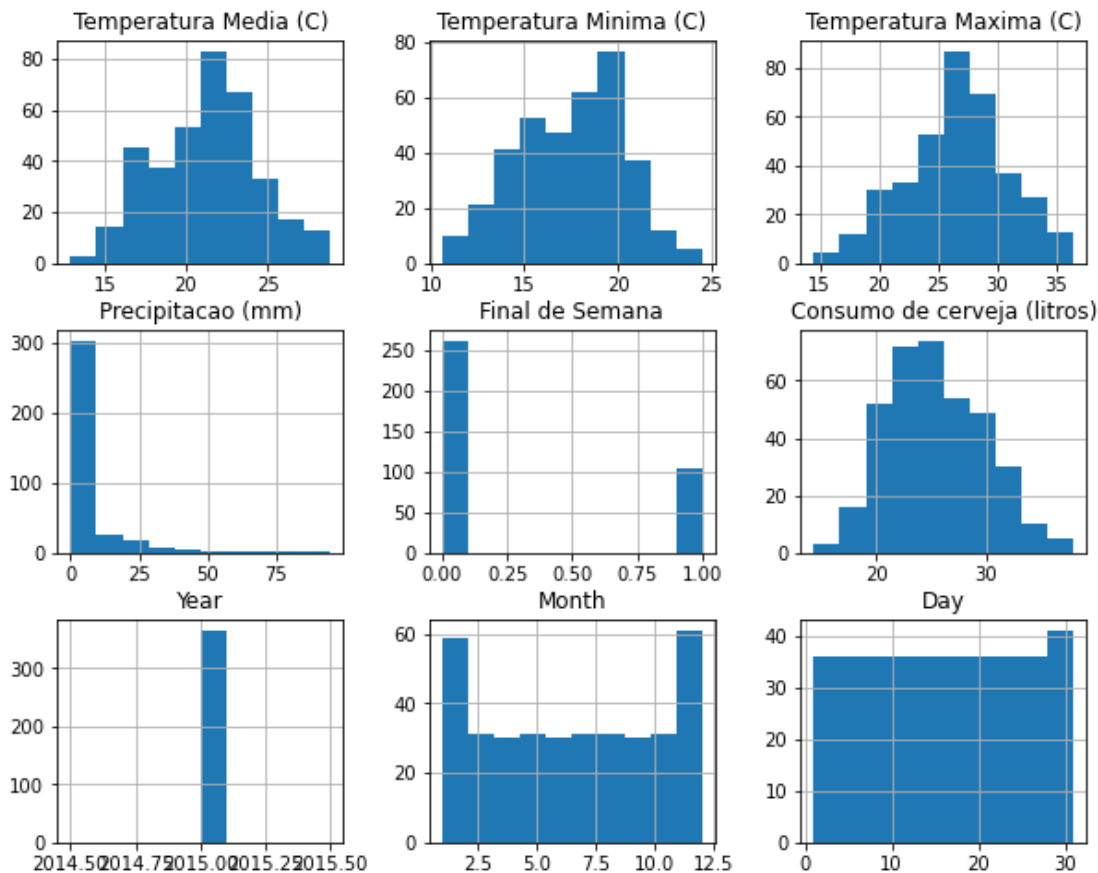 Temperatura Media (C)
80
60
40
20
0
15 20 25
Temperatura Minima (C)
80
60
40
20
0
10 15 20 25
Temperatura Maxima (C)
80
60
40
20
0
15 20 25 30 35
Precipitacao (mm)
300
200
100
0
0 25 50 75
Final de Semana
250
200
150
100
50
0
0.00 0.25 0.50 0.75 1.00
Consumo de cerveja (litros)
60
40
20
0
20 30
Year
300
200
100
0
2014.50 2014.75 2015.00 2015.25 2015.50
Month
60
40
20
0
2.5 5.0 7.5 10.0 12.5
Day
40
30
20
10
0
0 10 20 30